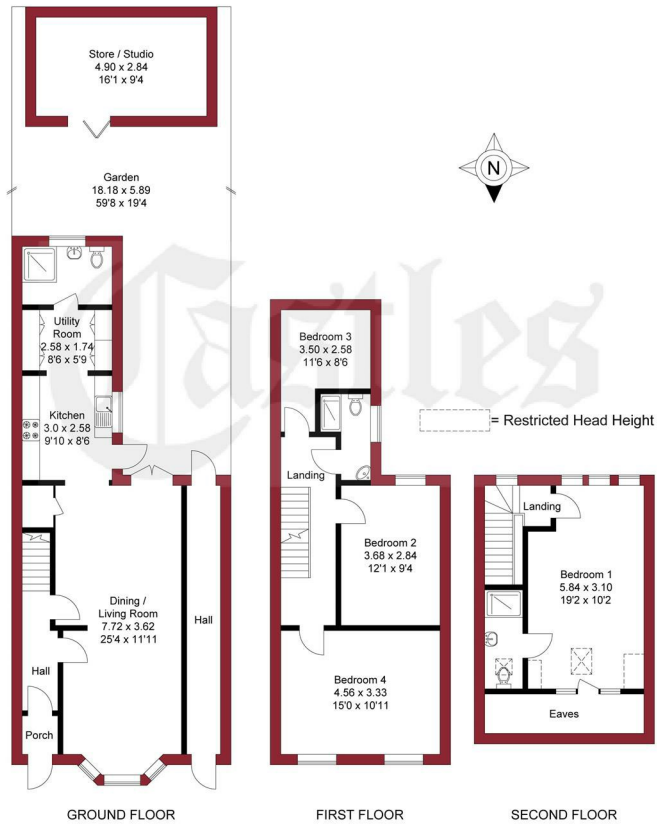 Store / Studio
4.90 x 2.84
16'1 x 9'4
N
Garden
18.18 x 5.89
59'8 x 19'4
Castles
Utility
Room
2.58 x 1.74
8'6 x 5'9
Kitchen
3.0 x 2.58
9'10 x 8'6
Dining /
Living Room
7.72 x 3.62
25'4 x 11'11
Hall
Hall
Porch
GROUND FLOOR
Bedroom 3
3.50 x 2.58
11'6 x 8'6
Landing
Bedroom 2
3.68 x 2.84
12'1 x 9'4
Bedroom 4
4.56 x 3.33
15'0 x 10'11
FIRST FLOOR
= Restricted Head Height
Landing
Bedroom 1
5.84 x 3.10
19'2 x 10'2
Eaves
SECOND FLOOR